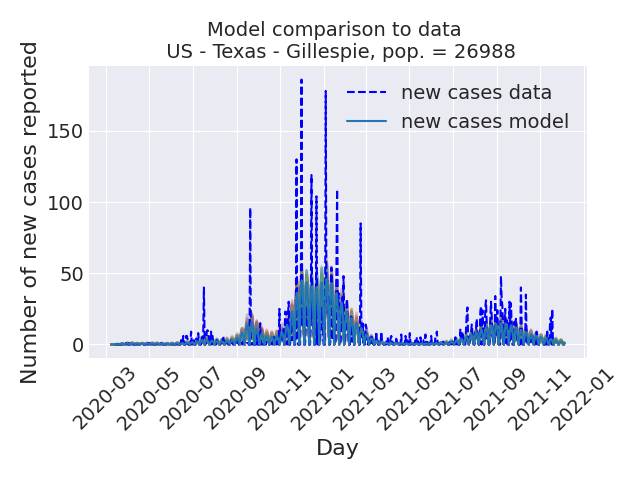 Model comparison to data
US - Texas - Gillespie, pop. = 26988
Number of new cases reported
150
100
50
0
new cases data
new cases model
2020-03
2020-05
2020-07
2020-09
2020-11
2021-01
2021-03
2021-05
2021-07
2021-09
2021-11
2022-01
Day